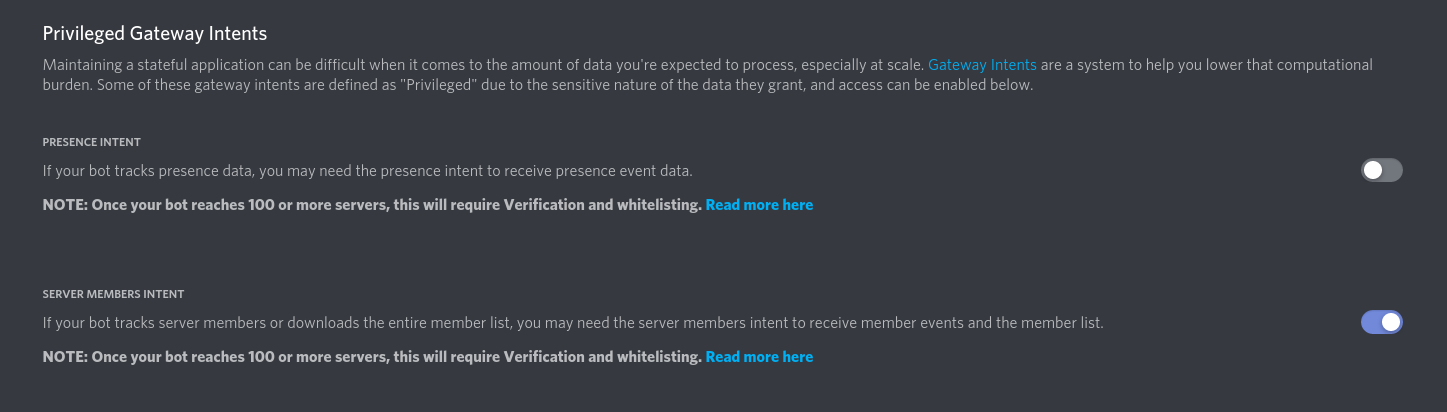 Privileged Gateway Intents
Maintaining a stateful application can be difficult when it comes to the amount of data you're expected to process, especially at scale. Gateway Intents are a system to help you lower that computational
burden. Some of these gateway intents are defined as "Privileged" due to the sensitive nature of the data they grant, and access can be enabled below.
PRESENCE INTENT
If your bot tracks presence data, you may need the presence intent to receive presence event data.
NOTE: Once your bot reaches 100 or more servers, this will require Verification and whitelisting. Read more here
SERVER MEMBERS INTENT
If your bot tracks server members or downloads the entire member list, you may need the server members intent to receive member events and the member list.
NOTE: Once your bot reaches 100 or more servers, this will require Verification and whitelisting. Read more here